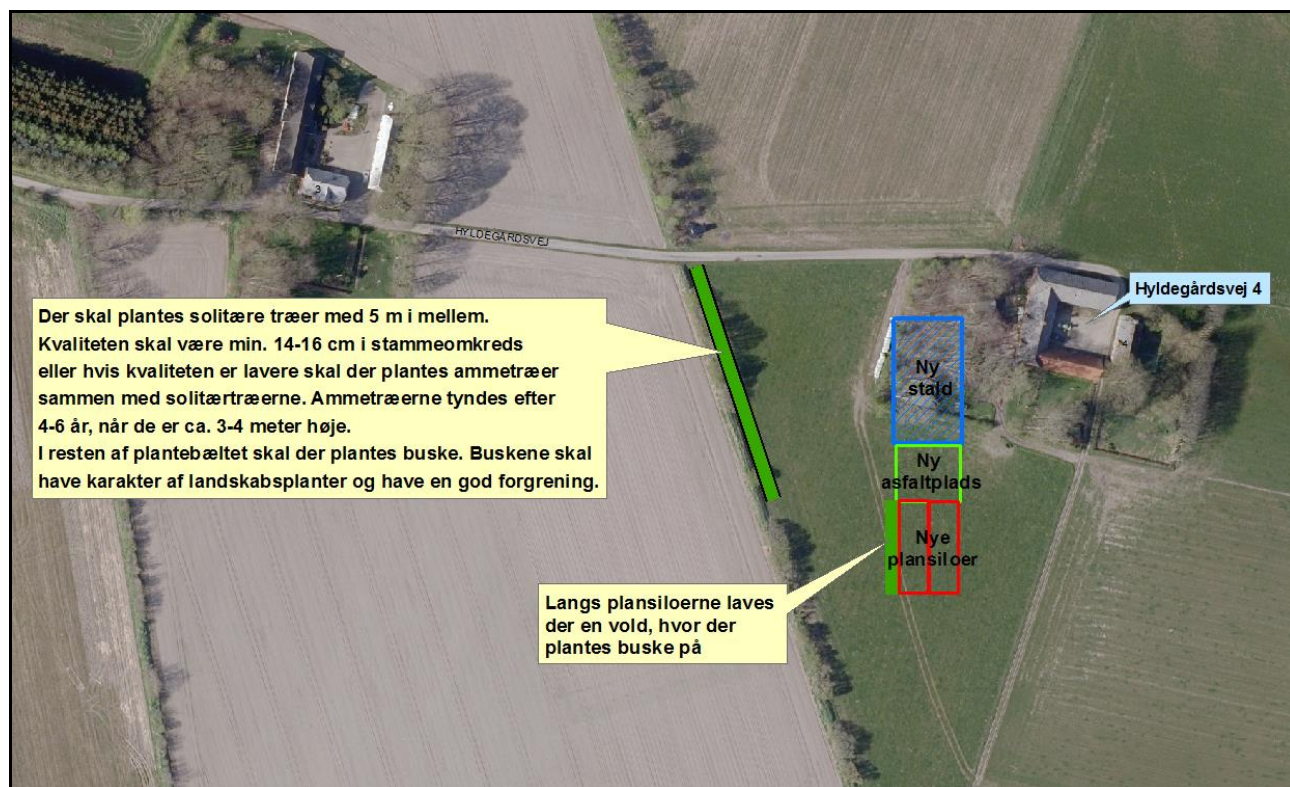 3
HYLDEGÅRDSVEJ
Hyldegårdsvej 4
4
Der skal plantes solitære træer med 5 m i mellem.
Kvaliteten skal være min. 14-16 cm i stammeomkreds
eller hvis kvaliteten er lavere skal der plantes ammetræer
sammen med solitærtræerne. Ammetræerne tyndes efter
4-6 år, når de er ca. 3-4 meter høje.
I resten af plantebæltet skal der plantes buske. Buskene skal
have karakter af landskabsplanter og have en god forgrening.
Ny
stald
Ny
asfaltplads
Nye
plansiloer
Langs plansiloerne laves
der en vold, hvor der
plantes buske på